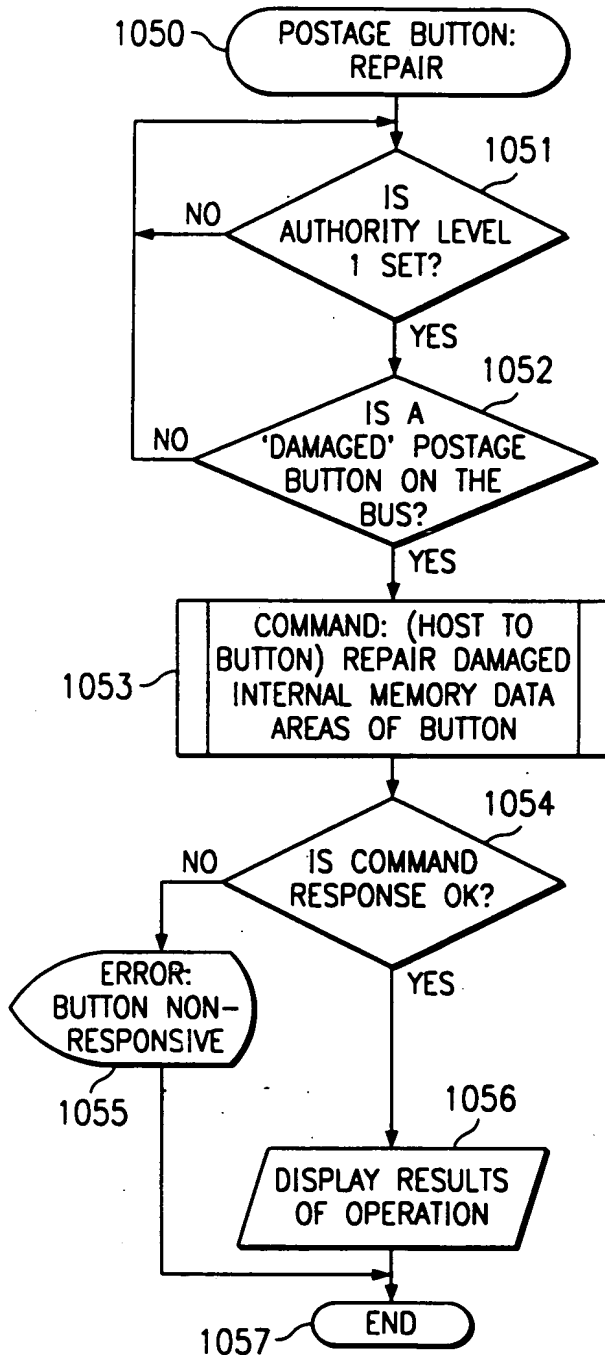 1050
POSTAGE BUTTON:
REPAIR
1051
IS
AUTHORITY LEVEL
1 SET?
NO
YES
1052
IS A
'DAMAGED' POSTAGE
BUTTON ON THE
BUS?
NO
YES
1053
COMMAND: (HOST TO
BUTTON) REPAIR DAMAGED
INTERNAL MEMORY DATA
AREAS OF BUTTON
1054
IS COMMAND
RESPONSE OK?
NO
YES
ERROR:
BUTTON NON-
RESPONSIVE
1055
1056
DISPLAY RESULTS
OF OPERATION
END
1057